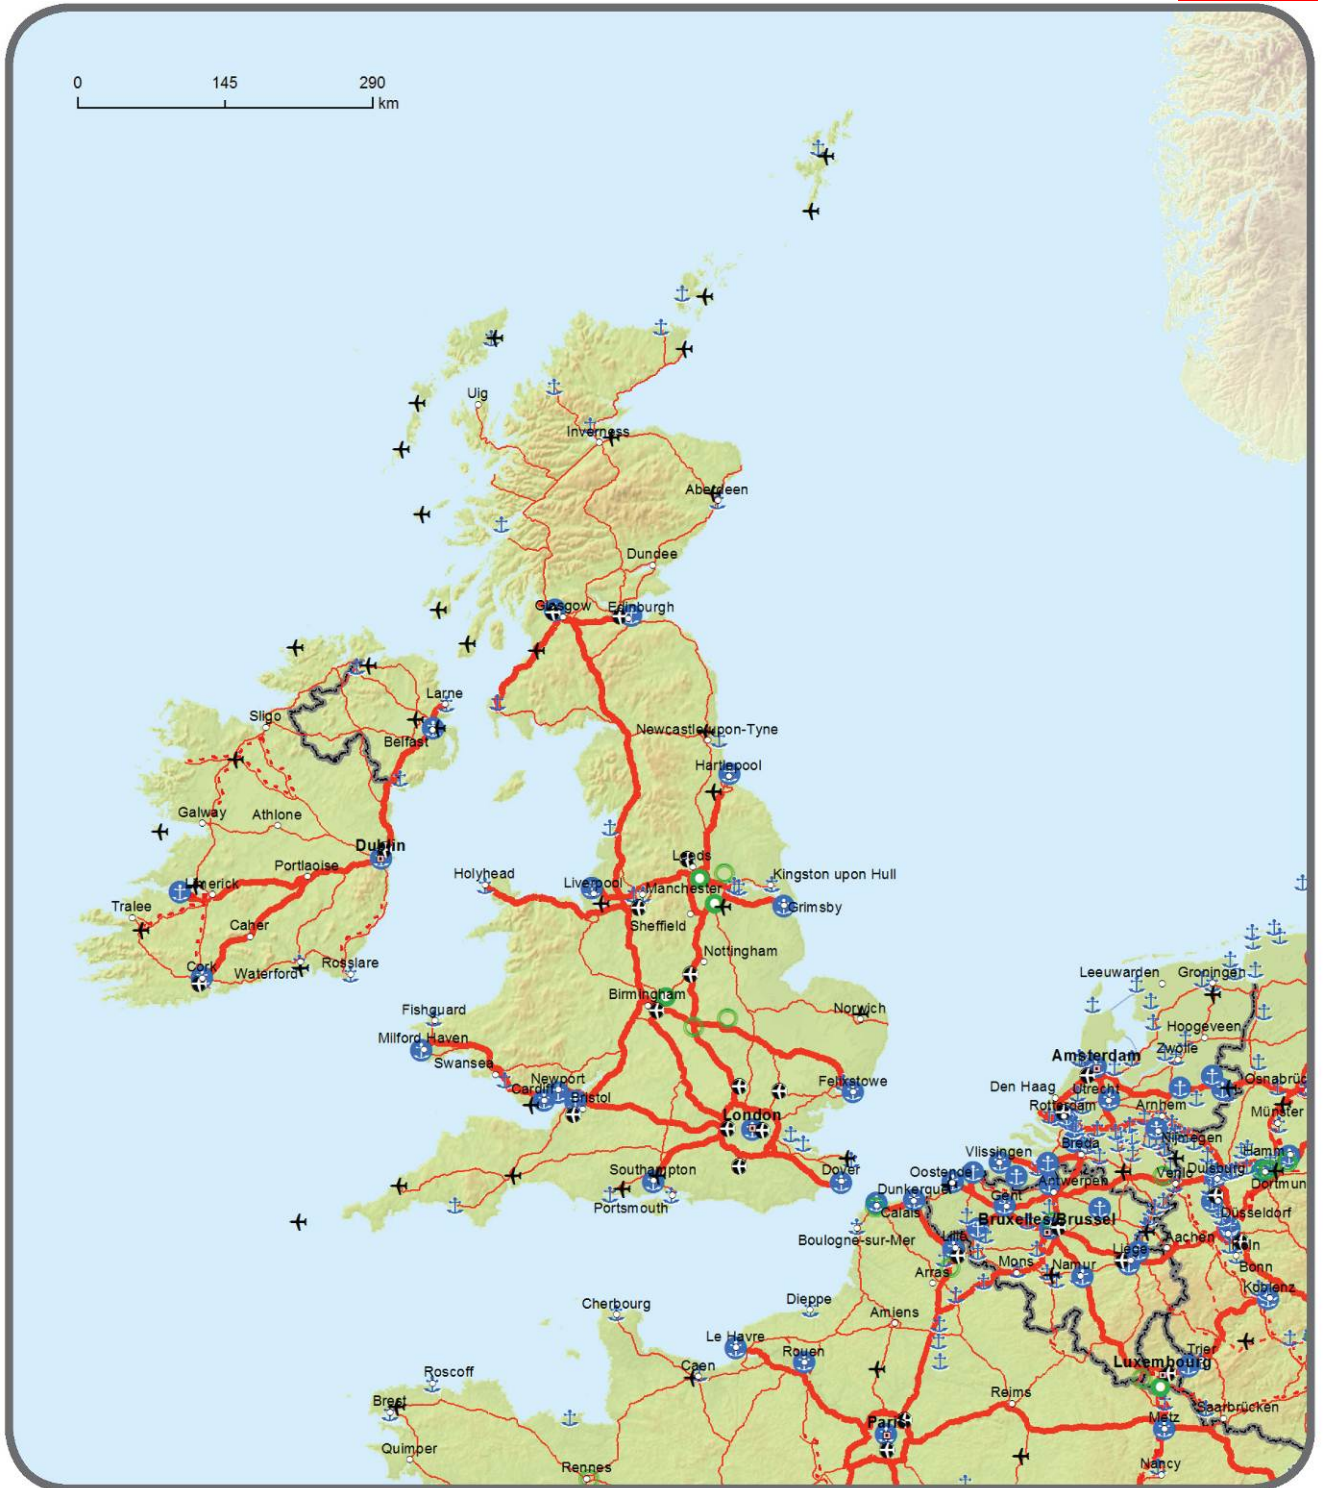 0 145 290
km
Uig
Inverness
Aberdeen
Dundee
Glasgow
Edinburgh
Larne
Sligo
Belfast
Newcastle upon-Tyne
Hartlepool
Galway
Athlone
Dublin
Portlaoise
Leeds
Limerick
Holyhead
Liverpool
Manchester
Kingston upon Hull
Tralee
Grimsby
Caher
Sheffield
Nottingham
Cork
Waterford
Rosslare
Leeuwarden
Groningen
Birmingham
Norwich
Fishguard
Hoogeveen
Milford Haven
Zwolle
Amsterdam
Swansea
Newport
Cardiff
Felixstowe
Den Haag
Utrecht
Osnabrüc
Bristol
Rotterdam
Arnhem
Münster
London
Nijmegen
Breda
Vlissingen
Hamm
Southampton
Dover
Oostende
Venlo
Duisburg
Antwerpen
Dortmun
Portsmouth
Dunkerque
Gent
Calais
Düsseldorf
Bruxelles/Brussel
Boulogne-sur-Mer
Lille
Liège
Aachen
Köln
Arras
Mons
Namur
Bonn
Koblenz
Cherbourg
Dieppe
Amiens
Le Havre
Rouen
Trier
Luxembourg
Caen
Roscoff
Reims
Brest
Saarbrücken
Paris
Metz
Quimper
Rennes
Nancy